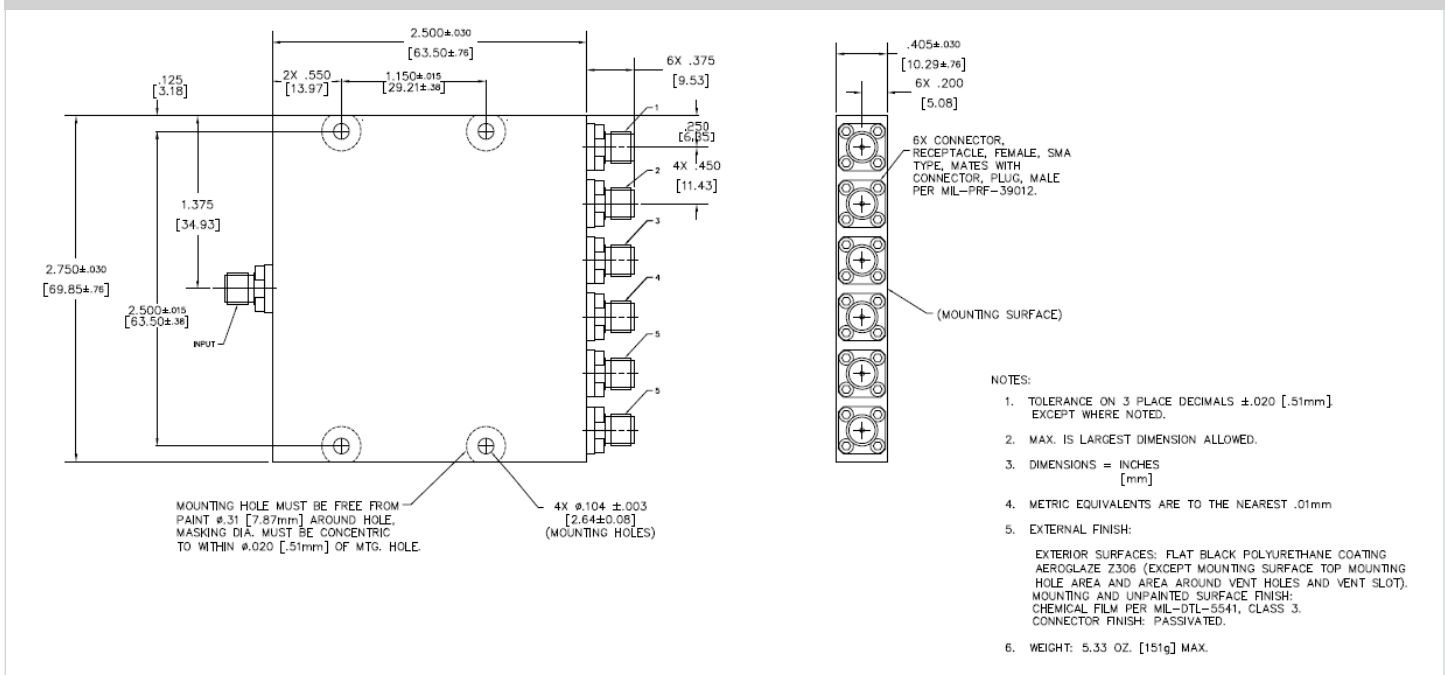 2.500±.030
[63.50±.76]
.125
[3.18]
2X .550
[13.97]
1.150±.015
[29.21±.38]
6X .375
[9.53]
1
.250
[6.35]
2
4X .450
[11.43]
1.375
[34.93]
3
2.750±.030
[69.85±.76]
4
2.500±.015
[63.50±.38]
INPUT
5
5
MOUNTING HOLE MUST BE FREE FROM
PAINT ø.31 [7.87mm] AROUND HOLE,
MASKING DIA. MUST BE CONCENTRIC
TO WITHIN ø.020 [.51mm] OF MTG. HOLE.
4X ø.104 ±.003
[2.64±0.08]
(MOUNTING HOLES)
.405±.030
[10.29±.76]
6X .200
[5.08]
6X CONNECTOR,
RECEPTACLE, FEMALE, SMA
TYPE, MATES WITH
CONNECTOR, PLUG, MALE
PER MIL-PRF-39012.
(MOUNTING SURFACE)
NOTES:
1. TOLERANCE ON 3 PLACE DECIMALS ±.020 [.51mm]
EXCEPT WHERE NOTED.
2. MAX. IS LARGEST DIMENSION ALLOWED.
3. DIMENSIONS = INCHES
[mm]
4. METRIC EQUIVALENTS ARE TO THE NEAREST .01mm
5. EXTERNAL FINISH:
EXTERIOR SURFACES: FLAT BLACK POLYURETHANE COATING
AEROGLAZE Z306 (EXCEPT MOUNTING SURFACE TOP MOUNTING
HOLE AREA AND AREA AROUND VENT HOLES AND VENT SLOT).
MOUNTING AND UNPAINTED SURFACE FINISH:
CHEMICAL FILM PER MIL-DTL-5541, CLASS 3.
CONNECTOR FINISH: PASSIVATED.
6. WEIGHT: 5.33 OZ. [151g] MAX.